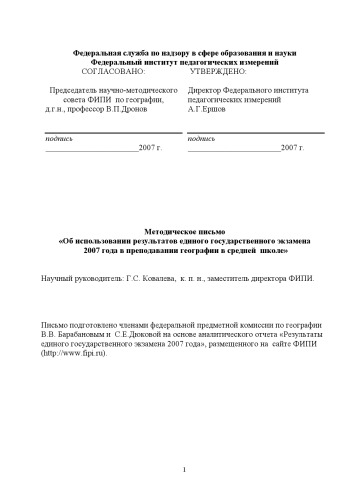 Федеральная служба по надзору в сфере образования и науки
Федеральный институт педагогических измерений
СОГЛАСОВАНО: УТВЕРЖДЕНО:
Председатель научно-методического
совета ФИПИ по географии,
д.г.н., профессор В.П.Дронов
Директор Федерального института
педагогических измерений
А.Г.Ершов
подпись подпись
________________________2007 г. ________________________2007 г.
Методическое письмо
«Об использовании результатов единого государственного экзамена
2007 года в преподавании географии в средней школе»
Научный руководитель: Г.С. Ковалева, к. п. н., заместитель директора ФИПИ.
Письмо подготовлено членами федеральной предметной комиссии по географии
В.В. Барабановым и С.Е.Дюковой на основе аналитического отчета «Результаты
единого государственного экзамена 2007 года», размещенного на сайте ФИПИ
(http://www.fipi.ru).
1